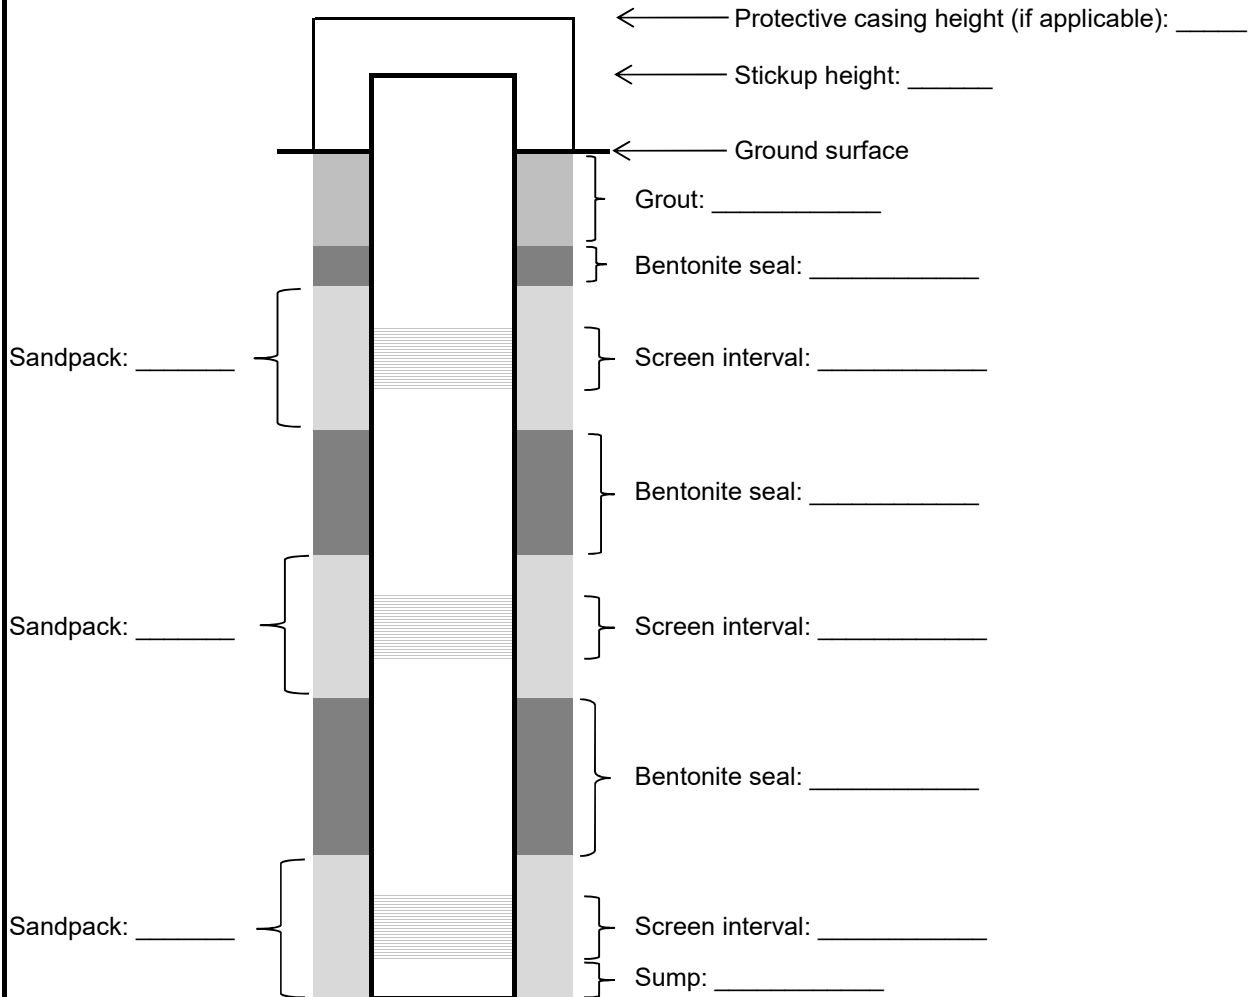 Protective casing height (if applicable): _____
Stickup height: ______
Ground surface
Grout: ____________
Bentonite seal: ____________
Sandpack: _______
Screen interval: ____________
Bentonite seal: ____________
Sandpack: _______
Screen interval: ____________
Bentonite seal: ____________
Sandpack: _______
Screen interval: ____________
Sump: ____________